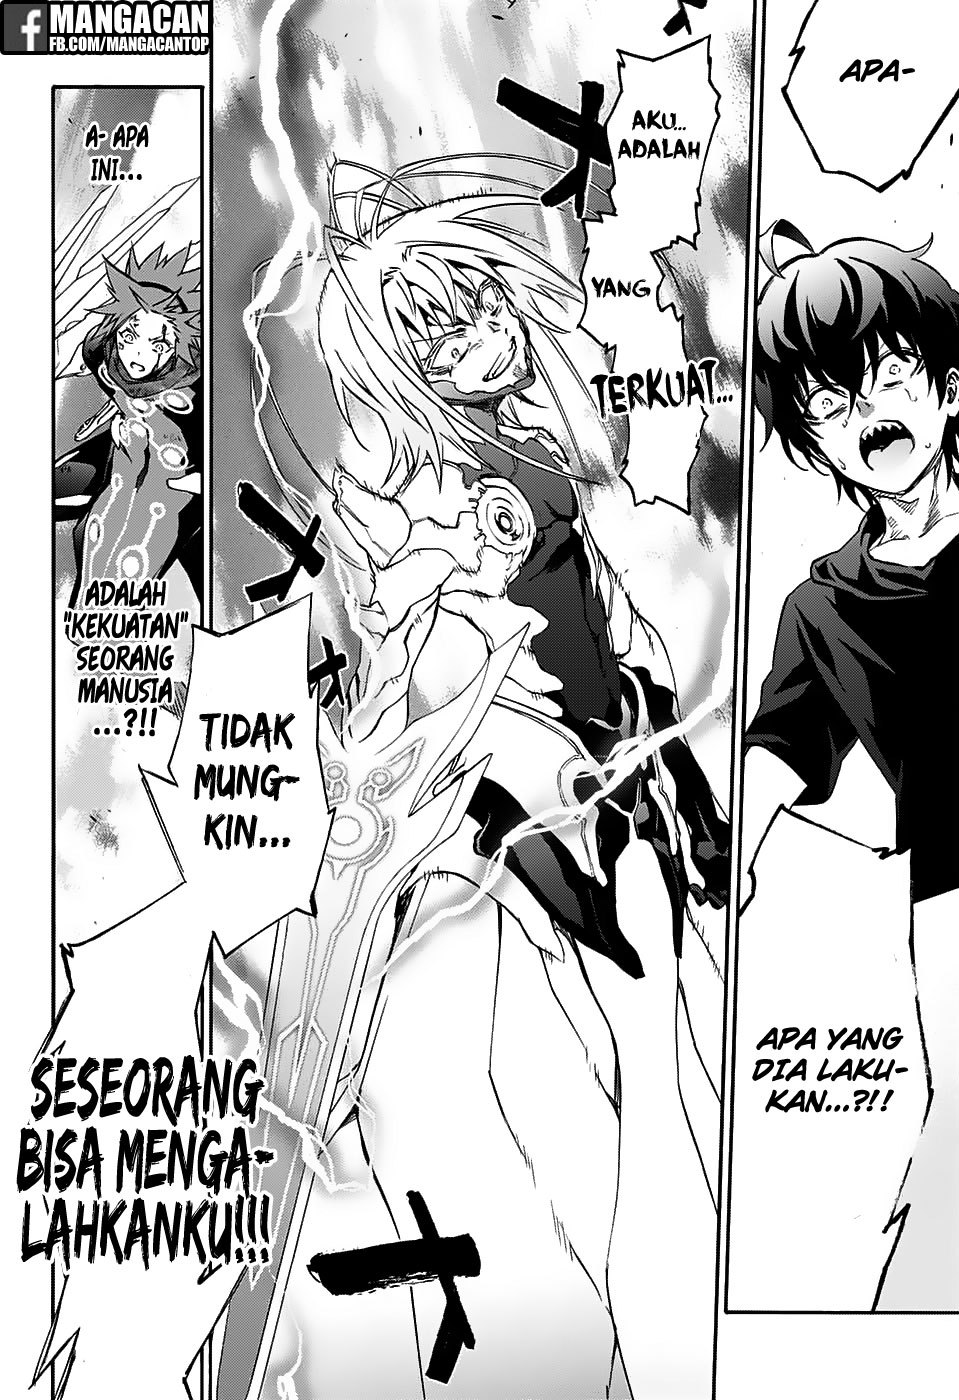 MANGACAN
FB.COM/MANGACANTOP
APA-
APA YANG
DIA LAKU-
KAN...?!!
AKU...
ADALAH
YANG
TERKUAT...
TIDAK
MUNG-
KIN...
SESEORANG
BISA MENGA-
LAHKANKU!!!
A- APA
INI...
ADALAH
"KEKUATAN"
SEORANG
MANUSIA
...?!!